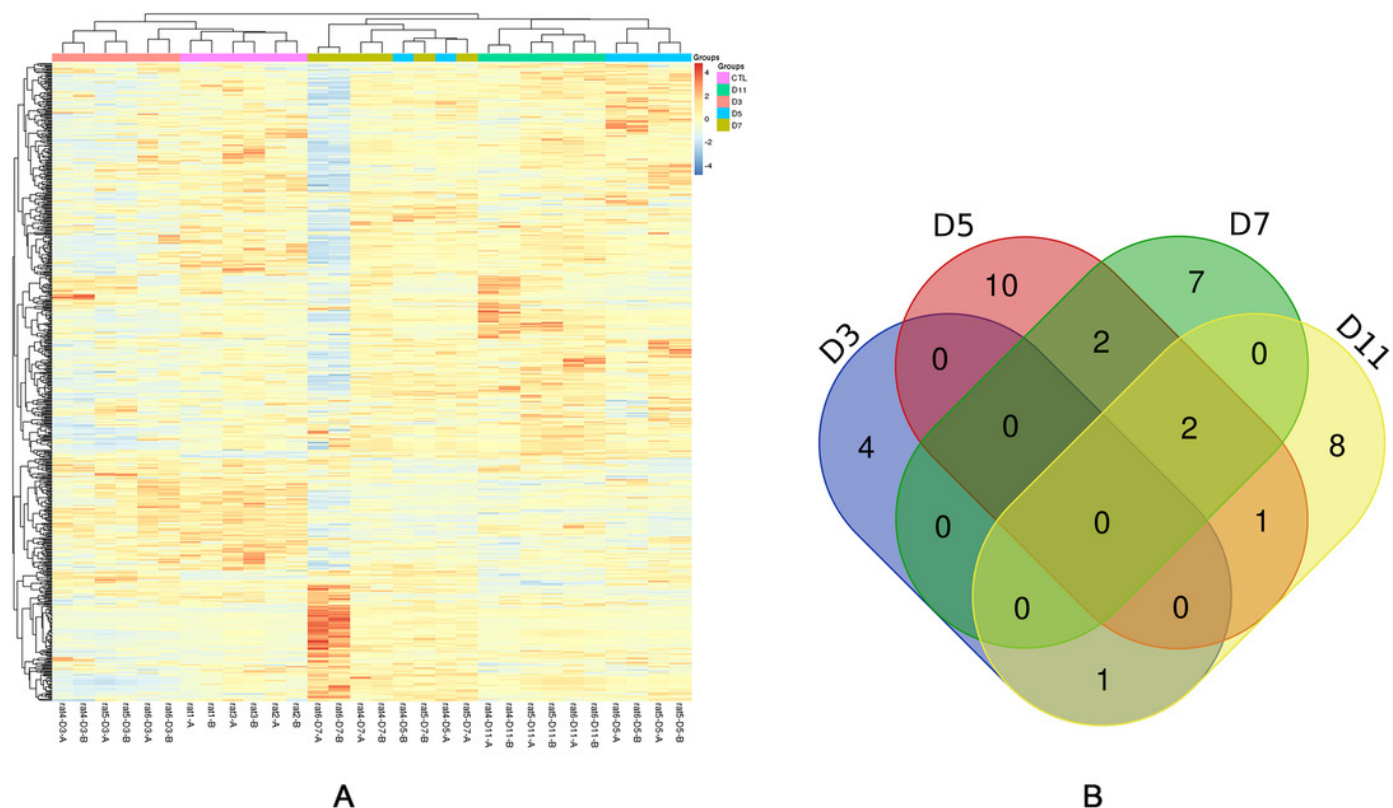 Groups
4
2
0
-2
-4
Groups
CTL
D11
D3
D5
D7
rat4-D3-A
rat4-D3-B
rat5-D3-A
rat5-D3-B
rat6-D3-A
rat6-D3-B
rat1-A
rat1-B
rat3-A
rat3-B
rat2-A
rat2-B
rat6-D7-A
rat6-D7-B
rat4-D7-A
rat4-D7-B
rat4-D5-B
rat5-D7-B
rat4-D5-A
rat5-D7-A
rat4-D11-A
rat4-D11-B
rat5-D11-A
rat5-D11-B
rat6-D11-A
rat6-D11-B
rat6-D5-A
rat6-D5-B
rat5-D5-A
rat5-D5-B
A
D5
D7
D3
D11
10
7
0
2
0
4
0
2
8
0
0
1
0
0
1
B